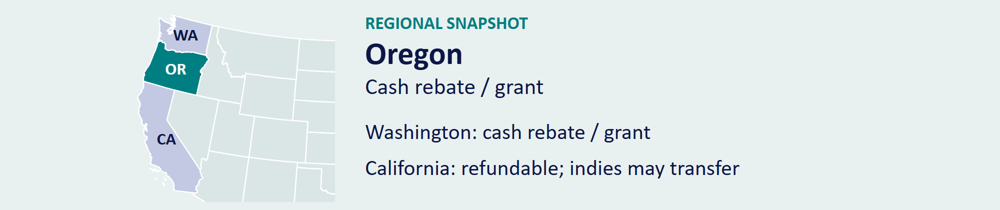 WA
OR
CA
REGIONAL SNAPSHOT
Oregon
Cash rebate / grant
Washington: cash rebate / grant
California: refundable; indies may transfer